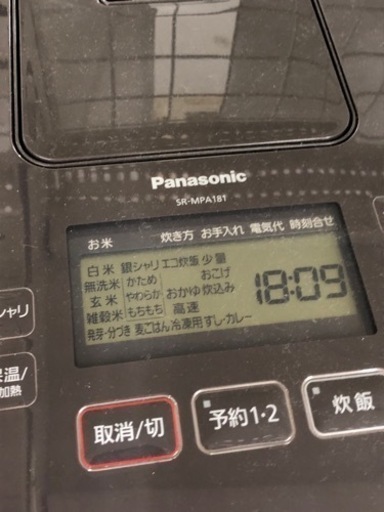 Panasonic
SR-MPA181
お米 炊き方 お手入れ 電気代 時刻合せ
白米 銀シャリ エコ炊飯 少量
無洗米 かため おこげ
玄米 やわらか おかゆ 炊込み 18:09
雑穀米 もちもち 高速
発芽・分づき 麦ごはん 冷凍用 すし・カレー
シャリ
保温/
加熱
取消/切
予約1・2
炊飯